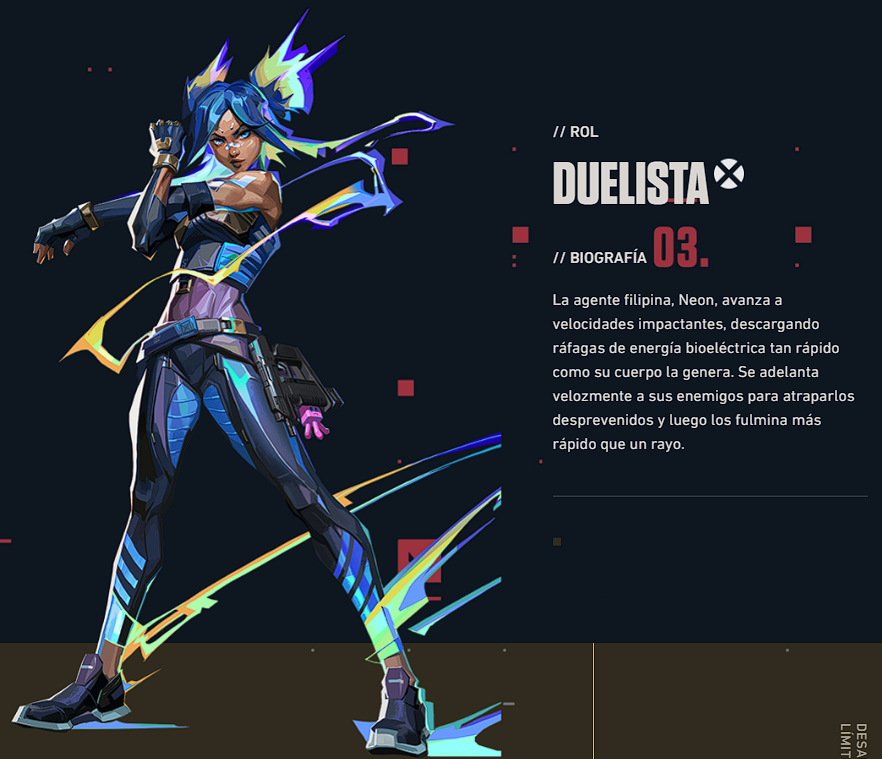 // ROL
DUELISTA
// BIOGRAFÍA 03.
La agente filipina, Neon, avanza a
velocidades impactantes, descargando
ráfagas de energía bioeléctrica tan rápido
como su cuerpo la genera. Se adelanta
velozmente a sus enemigos para atraparlos
desprevenidos y luego los fulmina más
rápido que un rayo.
DESA
LÍMIT